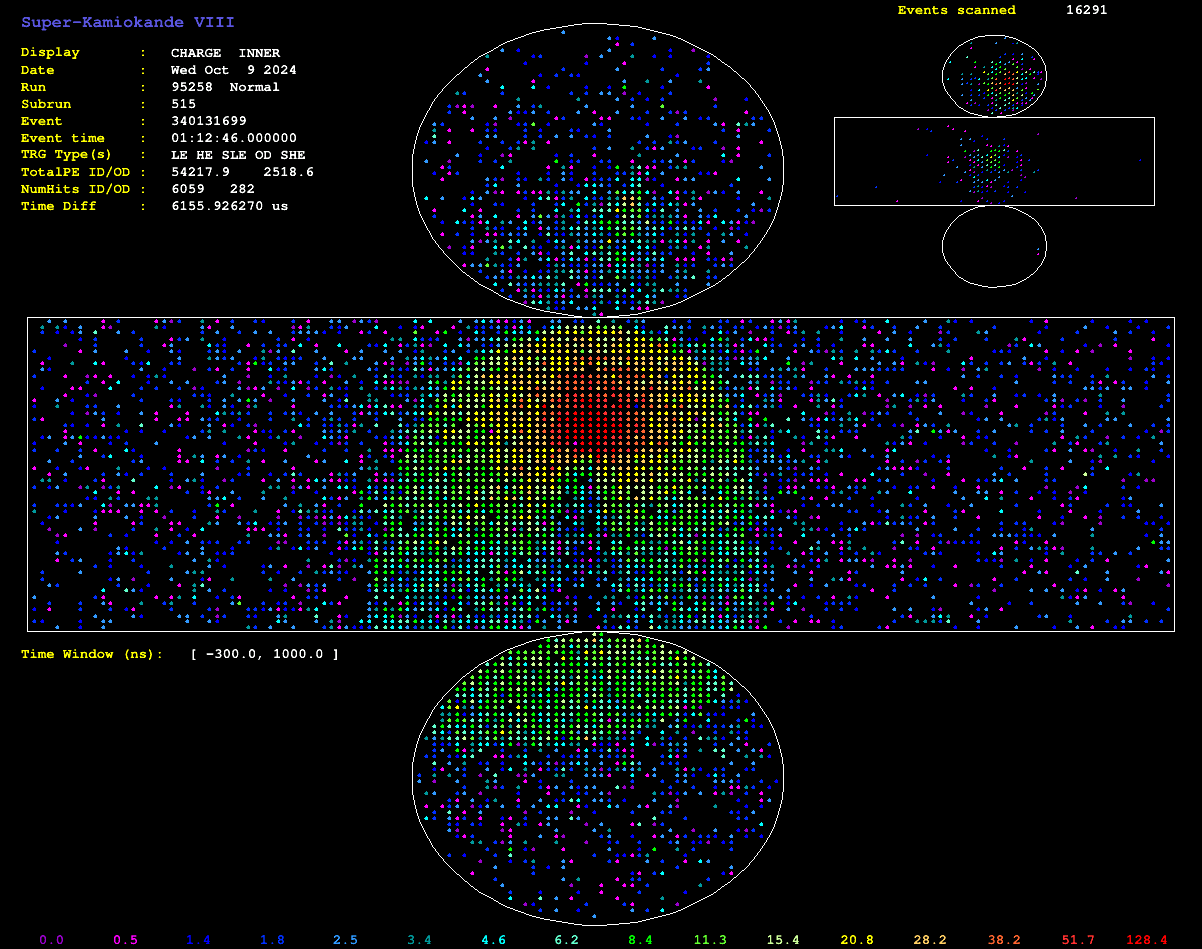 Super-Kamiokande VIII
Display : CHARGE INNER
Date : Wed Oct 9 2024
Run : 95258 Normal
Subrun : 515
Event : 340131699
Event time : 01:12:46.000000
TRG Type(s) : LE HE SLE OD SHE
TotalPE ID/OD : 54217.9 2518.6
NumHits ID/OD : 6059 282
Time Diff : 6155.926270 us
Events scanned 16291
Time Window (ns): [ -300.0, 1000.0 ]
0.0 0.5 1.4 1.8 2.5 3.4 4.6 6.2 8.4 11.3 15.4 20.8 28.2 38.2 51.7 128.4